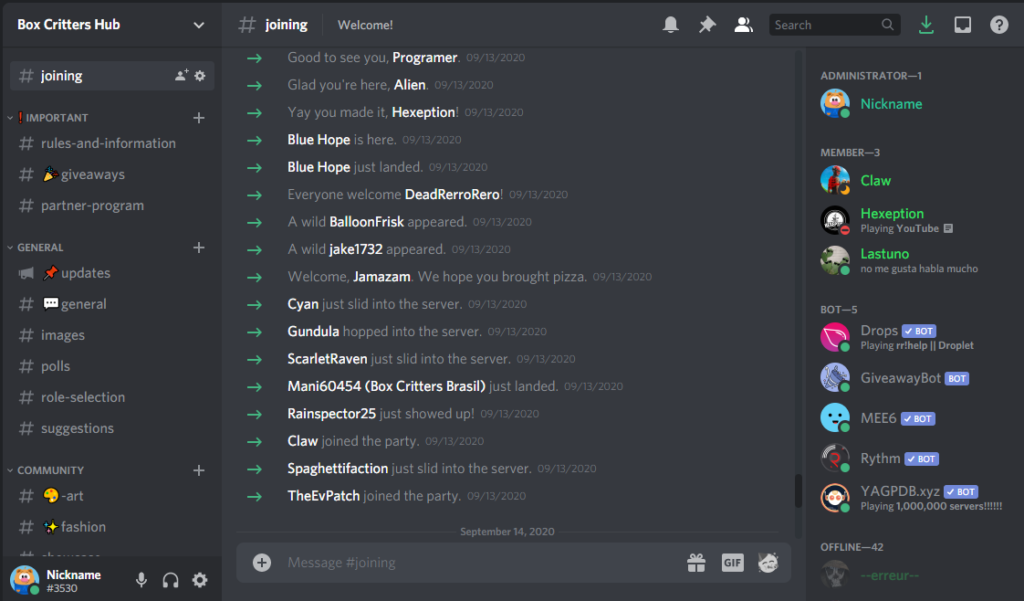 Box Critters Hub
joining
IMPORTANT
rules-and-information
giveaways
partner-program
GENERAL
updates
general
images
polls
role-selection
suggestions
COMMUNITY
-art
fashion
showcase
Nickname
#3530
joining
Welcome!
Search
Good to see you, Programer. 09/13/2020
Glad you're here, Alien. 09/13/2020
Yay you made it, Hexeption! 09/13/2020
Blue Hope is here. 09/13/2020
Blue Hope just landed. 09/13/2020
Everyone welcome DeadRerroRero! 09/13/2020
A wild BalloonFrisk appeared. 09/13/2020
A wild jake1732 appeared. 09/13/2020
Welcome, Jamazam. We hope you brought pizza. 09/13/2020
Cyan just slid into the server. 09/13/2020
Gundula hopped into the server. 09/13/2020
ScarletRaven just slid into the server. 09/13/2020
Mani60454 (Box Critters Brasil) just landed. 09/13/2020
Rainspector25 just showed up! 09/13/2020
Claw joined the party. 09/13/2020
Spaghettifaction just slid into the server. 09/13/2020
TheEvPatch joined the party. 09/13/2020
September 14, 2020
Message #joining
GIF
ADMINISTRATOR—1
Nickname
MEMBER—3
Claw
Hexeption
Playing YouTube
Lastuno
no me gusta habla mucho
BOT—5
Drops BOT
Playing rr!help || Droplet
GiveawayBot BOT
MEE6 BOT
Rythm BOT
YAGPDB.xyz BOT
Playing 1,000,000 servers!!!!!!
OFFLINE—42
--erreur--